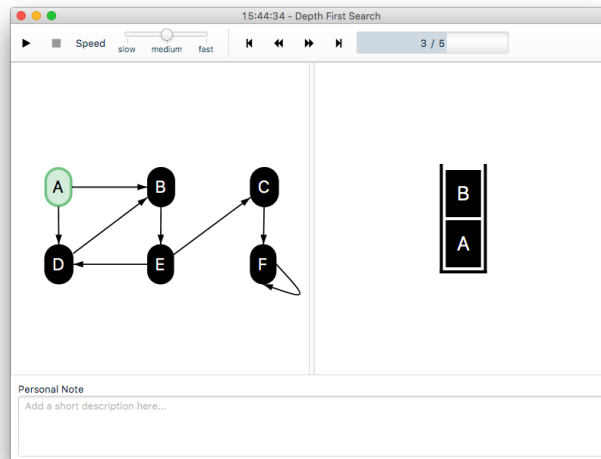 15:44:34 - Depth First Search
Speed
slow medium fast
3 / 5
A B C
D E F
B
A
Personal Note
Add a short description here...